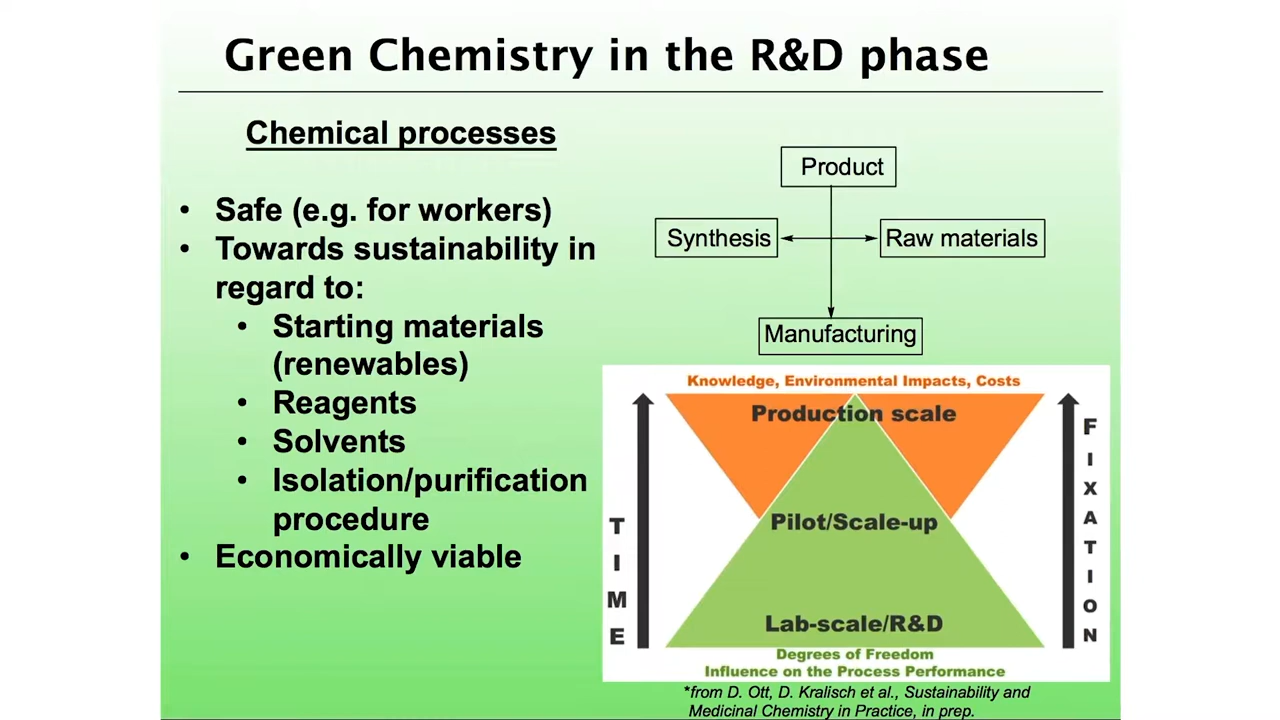 Green Chemistry in the R&D phase
Chemical processes
• Safe (e.g. for workers)
• Towards sustainability in
regard to:
• Starting materials
(renewables)
• Reagents
• Solvents
• Isolation/purification
procedure
• Economically viable
Product
Synthesis
Raw materials
Manufacturing
Knowledge, Environmental Impacts, Costs
Production scale
Pilot/Scale-up
Lab-scale/R&D
Degrees of Freedom
Influence on the Process Performance
TIME
FIXATION
*from D. Ott, D. Kralisch et al., Sustainability and
Medicinal Chemistry in Practice, in prep.